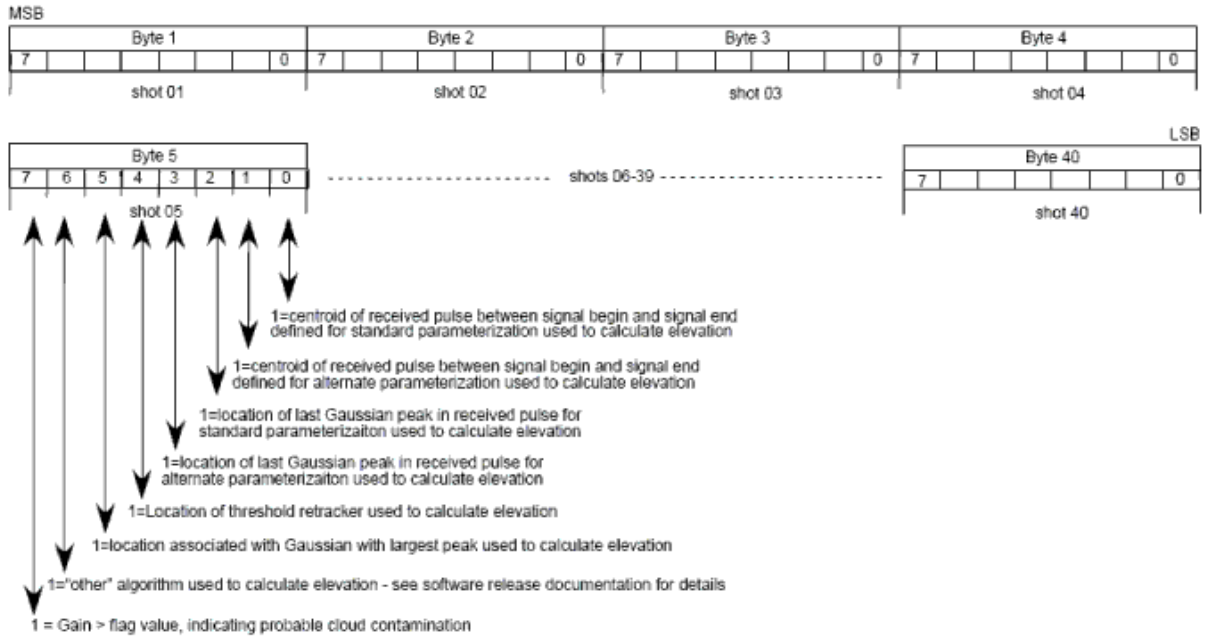 MSB
Byte 1 Byte 2 Byte 3 Byte 4
7 0 7 0 7 0 7 0
shot 01 shot 02 shot 03 shot 04
LSB
Byte 5 Byte 40
7 6 5 4 3 2 1 0 shots 06-39 7 0
shot 05 shot 40
1=centroid of received pulse between signal begin and signal end
defined for standard parameterization used to calculate elevation
1=centroid of received pulse between signal begin and signal end
defined for alternate parameterization used to calculate elevation
1=location of last Gaussian peak in received pulse for
standard parameterizaiton used to calculate elevation
1=location of last Gaussian peak in received pulse for
alternate parameterizaiton used to calculate elevation
1=Location of threshold retracker used to calculate elevation
1=location associated with Gaussian with largest peak used to calculate elevation
1="other" algorithm used to calculate elevation - see software release documentation for details
1 = Gain > flag value, indicating probable cloud contamination